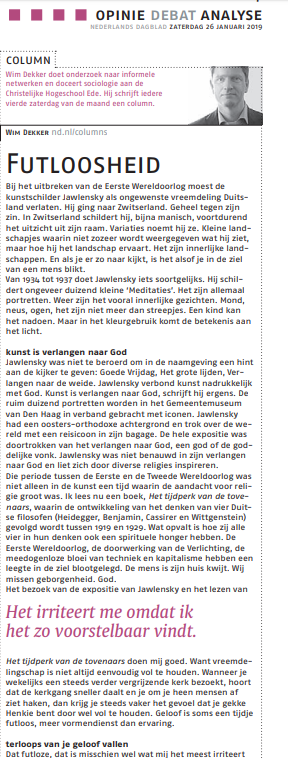 OPINIE DEBAT ANALYSE
NEDERLANDS DAGBLAD ZATERDAG 26 JANUARI 2019
COLUMN
Wim Dekker doet onderzoek naar informele
netwerken en doceert sociologie aan de
Christelijke Hogeschool Ede. Hij schrijft iedere
vierde zaterdag van de maand een column.
WIM DEKKER nd.nl/columns
FUTLOOSHEID
Bij het uitbreken van de Eerste Wereldoorlog moest de
kunstschilder Jawlensky als ongewenste vreemdeling Duits-
land verlaten. Hij ging naar Zwitserland. Geheel tegen zijn
zin. In Zwitserland schildert hij, bijna manisch, voortdurend
het uitzicht uit zijn raam. Variaties noemt hij ze. Kleine land-
schapjes waarin niet zozeer wordt weergegeven wat hij ziet,
maar hoe hij het landschap ervaart. Het zijn innerlijke land-
schappen. En als je er zo naar kijkt, is het alsof je in de ziel
van een mens blikt.
Van 1934 tot 1937 doet Jawlensky iets soortgelijks. Hij schil-
dert ongeveer duizend kleine ‘Meditaties’. Het zijn allemaal
portretten. Weer zijn het vooral innerlijke gezichten. Mond,
neus, ogen, het zijn niet meer dan streepjes. Een kind kan
het nadoen. Maar in het kleurgebruik komt de betekenis aan
het licht.
kunst is verlangen naar God
Jawlensky was niet te beroerd om in de naamgeving een hint
aan de kijker te geven: Goede Vrijdag, Het grote lijden, Ver-
langen naar de weide. Jawlensky verbond kunst nadrukkelijk
met God. Kunst is verlangen naar God, schrijft hij ergens. De
ruim duizend portretten worden in het Gemeentemuseum
van Den Haag in verband gebracht met iconen. Jawlensky
had een oosters-orthodoxe achtergrond en trok over de we-
reld met een reisicoon in zijn bagage. De hele expositie was
doortrokken van het verlangen naar God, een god of de god-
delijke vonk. Jawlensky was niet benauwd in zijn verlangen
naar God en liet zich door diverse religies inspireren.
Die periode tussen de Eerste en de Tweede Wereldoorlog was
niet alleen in de kunst een tijd waarin de aandacht voor reli-
gie groot was. Ik lees nu een boek, Het tijdperk van de tove-
naars, waarin de ontwikkeling van het denken van vier Duit-
se filosofen (Heidegger, Benjamin, Cassirer en Wittgenstein)
gevolgd wordt tussen 1919 en 1929. Wat opvalt is hoe zij alle
vier in hun denken ook een spirituele honger hebben. De
Eerste Wereldoorlog, de doorwerking van de Verlichting, de
meedogenloze bloei van techniek en kapitalisme hebben een
leegte in de ziel blootgelegd. De mens is zijn huis kwijt. Wij
missen geborgenheid. God.
Het bezoek van de expositie van Jawlensky en het lezen van
Het irriteert me omdat ik
het zo voorstelbaar vindt.
Het tijdperk van de tovenaars doen mij goed. Want vreemde-
lingschap is niet altijd eenvoudig vol te houden. Wanneer je
wekelijks een steeds verder vergrijzende kerk bezoekt, hoort
dat de kerkgang sneller daalt en je om je heen mensen af
ziet haken, dan krijg je steeds vaker het gevoel dat je gekke
Henkie bent door wel vol te houden. Geloof is soms een tijdje
futloos, meer vormendienst dan ervaring.
terloops van je geloof vallen
Dat futloze, dat is misschien wel wat mij het meest irriteert